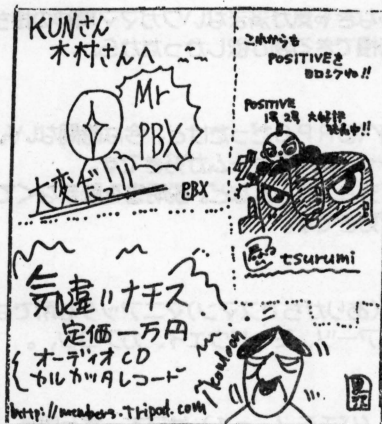 KUNさん
木村さんへ
Mr
PBX
大変だッ!!
PBX
これからも
POSITIVEを
ヨロシクね!!
POSITIVE
1号, 2号 大好評
発売中!!
tsurumi
気違いナチス
定価一万円
オーディオCD
カルカッタレコード
http://members.tripod.com
/kondoon